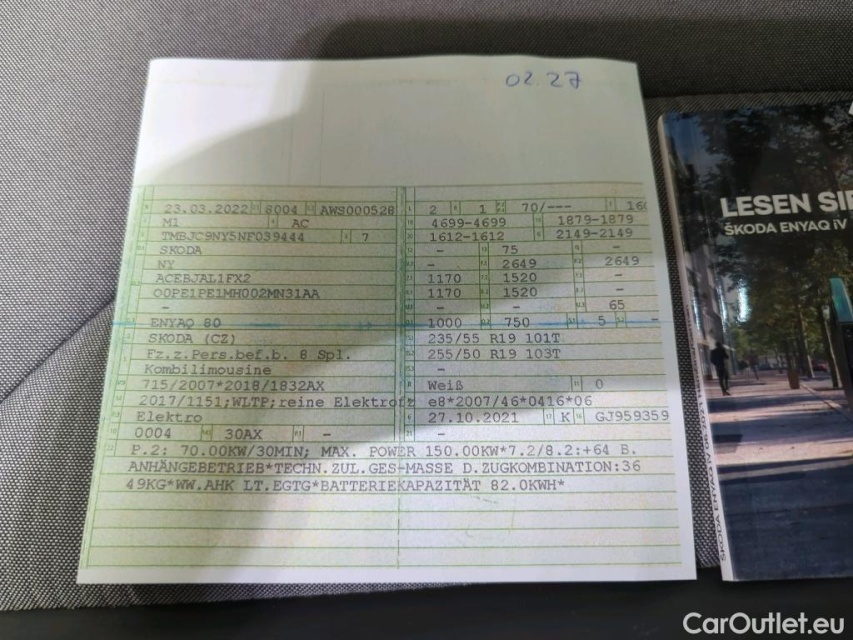 02.27
23.03.2022 8004 AWS000528 2 1 70/--- 160
M1 AC 4699-4699 1879-1879
TMBJC9NY5NF039444 7 1612-1612 2149-2149
SKODA - 75 -
NY - 2649 2649
ACEBJAL1FX2 1170 1520 -
OOPE1PE1MH002MN31AA 1170 1520 -
- - - 65
ENYAQ 80 1000 750 5 -
SKODA (CZ) 235/55 R19 101T
Fz.z.Pers.bef.b. 8 Spl. 255/50 R19 103T
Kombilimousine -
715/2007*2018/1832AX Weiß 0
2017/1151;WLTP;reine Elektrofz e8*2007/46*0416*06
Elektro 27.10.2021 K GJ959359
0004 30AX - -
P.2: 70.00KW/30MIN; MAX. POWER 150.00KW*7.2/8.2:+64 B.
ANHÄNGEBETRIEB*TECHN.ZUL.GES-MASSE D.ZUGKOMBINATION:36
49KG*WW.AHK LT.EGTG*BATTERIEKAPAZITÄT 82.0KWH*
LESEN SIE
ŠKODA ENYAQ iV
CarOutlet.eu